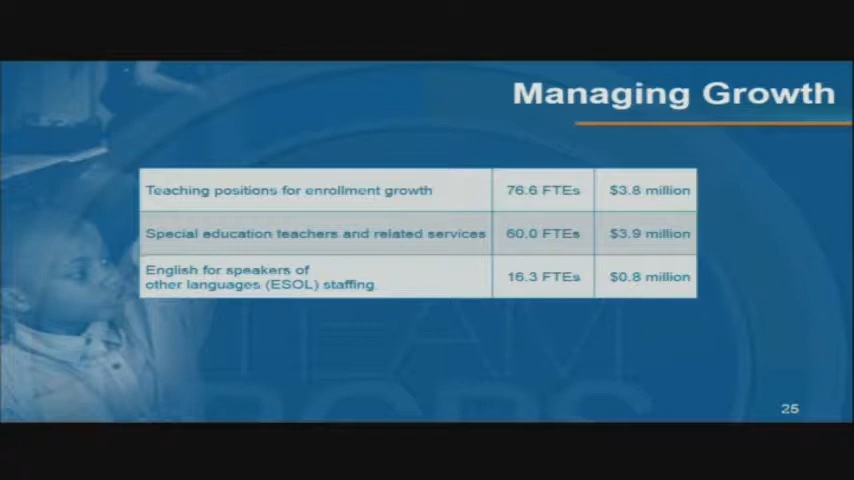 Managing Growth
Teaching positions for enrollment growth 76.6 FTEs $3.8 million
Special education teachers and related services 60.0 FTEs $3.9 million
English for speakers of
other languages (ESOL) staffing 16.3 FTEs $0.8 million
TEAM
BCPS
25